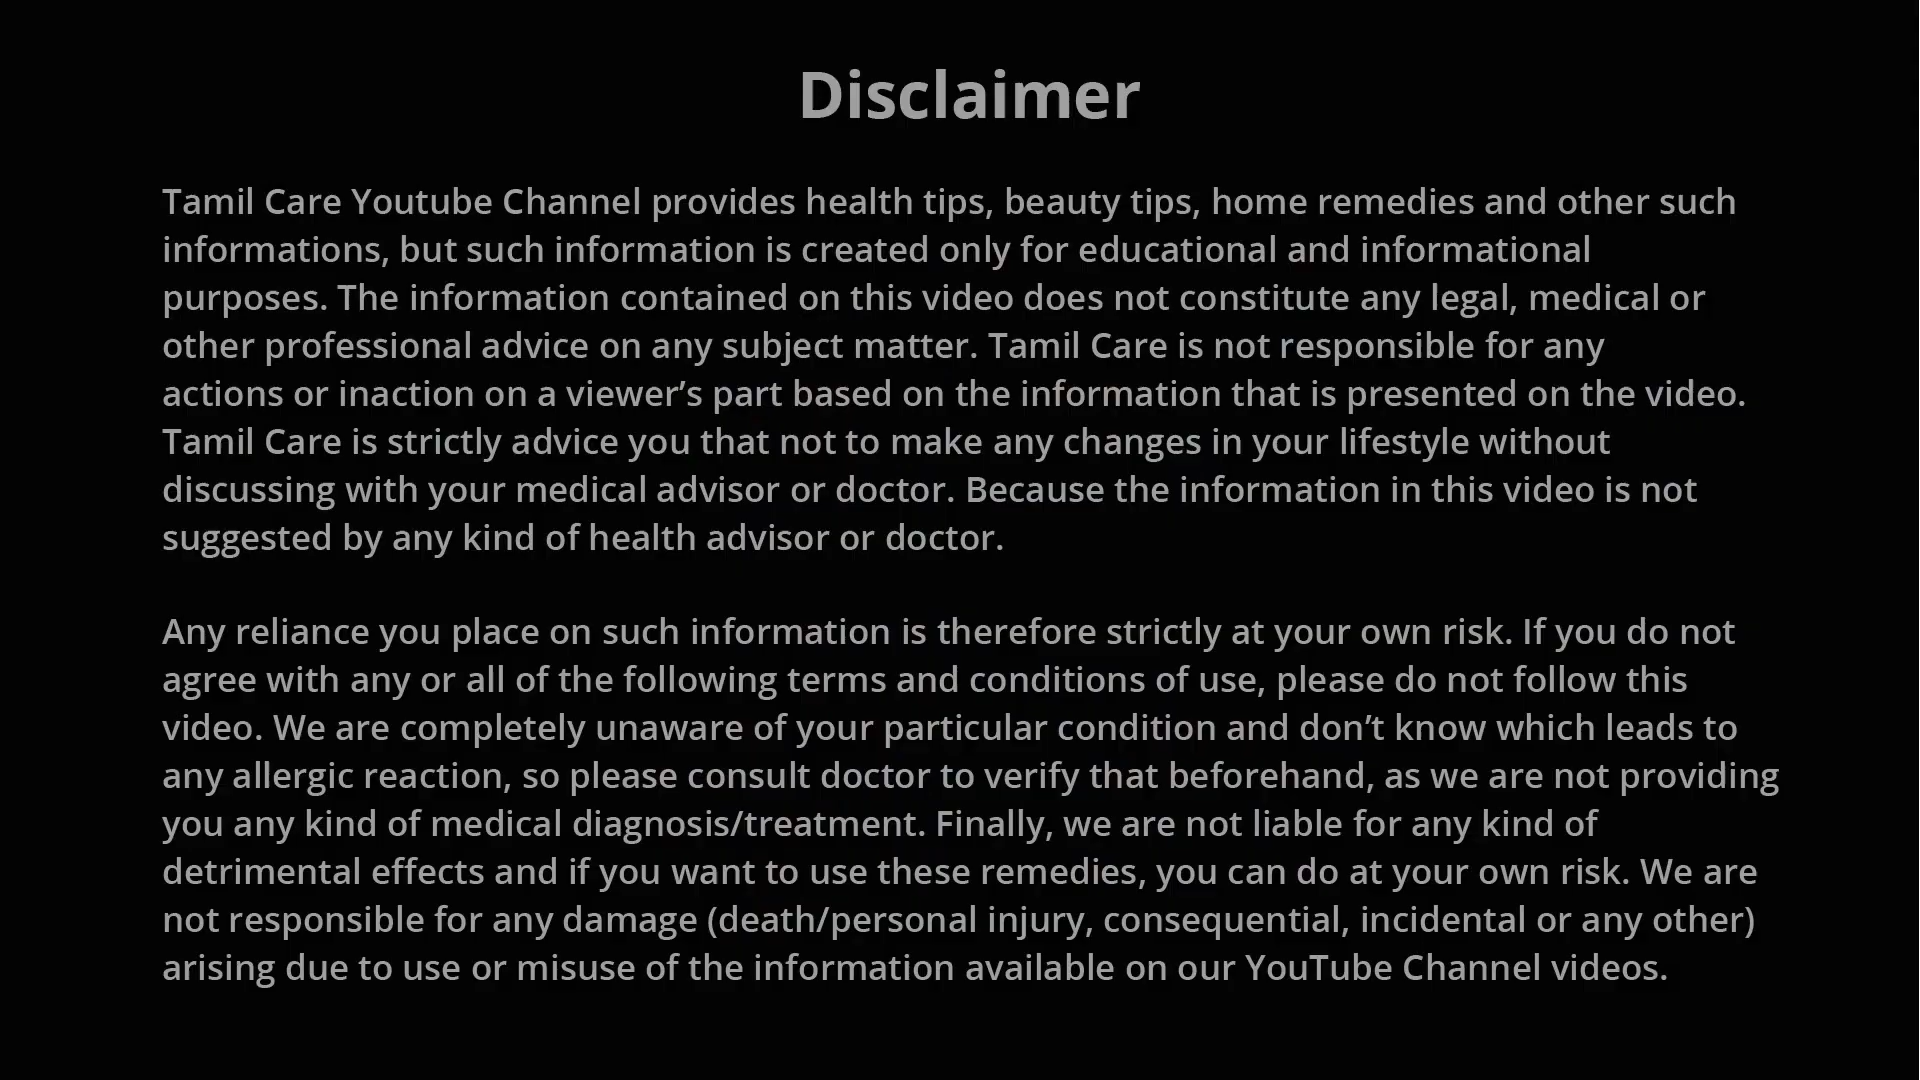 Disclaimer
Tamil Care Youtube Channel provides health tips, beauty tips, home remedies and other such
informations, but such information is created only for educational and informational
purposes. The information contained on this video does not constitute any legal, medical or
other professional advice on any subject matter. Tamil Care is not responsible for any
actions or inaction on a viewer’s part based on the information that is presented on the video.
Tamil Care is strictly advice you that not to make any changes in your lifestyle without
discussing with your medical advisor or doctor. Because the information in this video is not
suggested by any kind of health advisor or doctor.
Any reliance you place on such information is therefore strictly at your own risk. If you do not
agree with any or all of the following terms and conditions of use, please do not follow this
video. We are completely unaware of your particular condition and don’t know which leads to
any allergic reaction, so please consult doctor to verify that beforehand, as we are not providing
you any kind of medical diagnosis/treatment. Finally, we are not liable for any kind of
detrimental effects and if you want to use these remedies, you can do at your own risk. We are
not responsible for any damage (death/personal injury, consequential, incidental or any other)
arising due to use or misuse of the information available on our YouTube Channel videos.